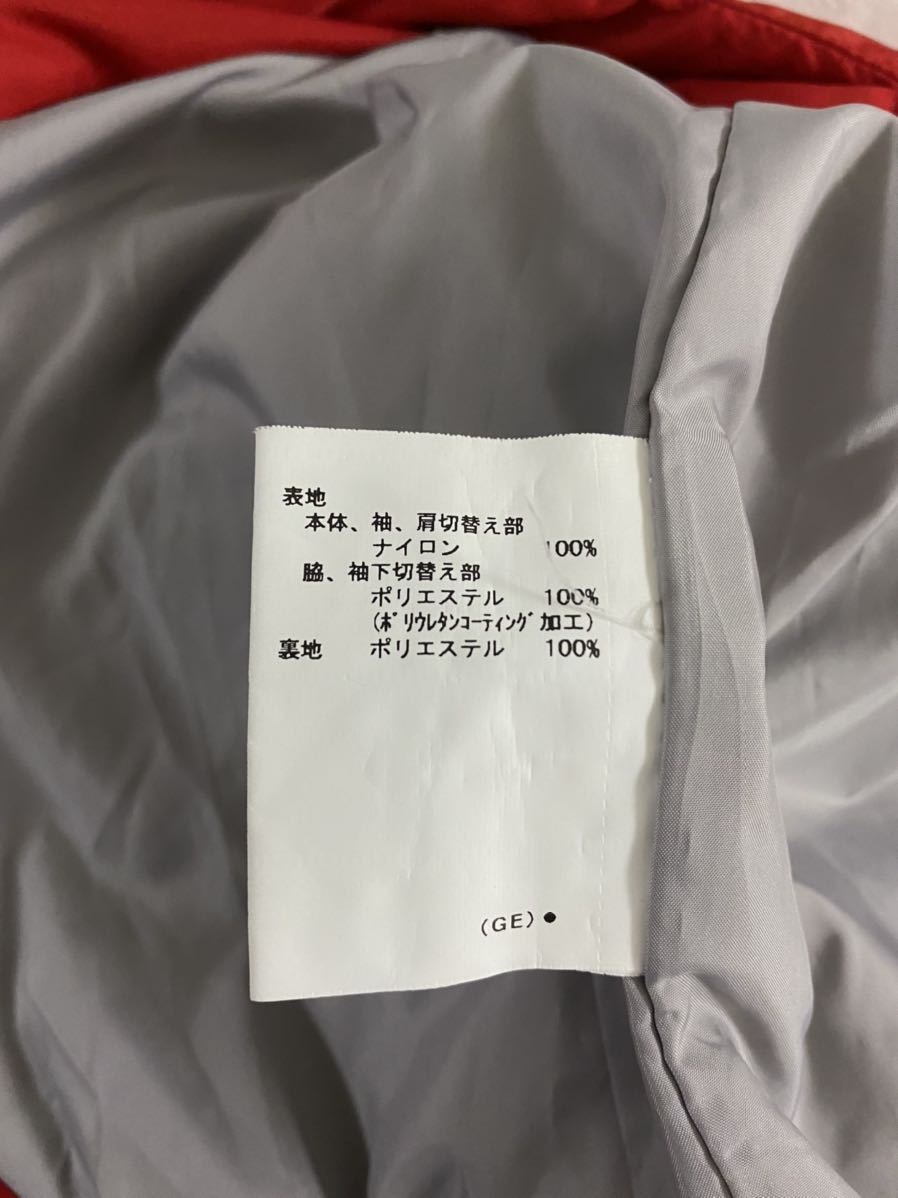 表地
本体、袖、肩切替え部
ナイロン 100%
脇、袖下切替え部
ポリエステル 100%
(ﾎﾟﾘｳﾚﾀﾝｺｰﾃｨﾝｸﾞ加工)
裏地 ポリエステル 100%
(GE)●